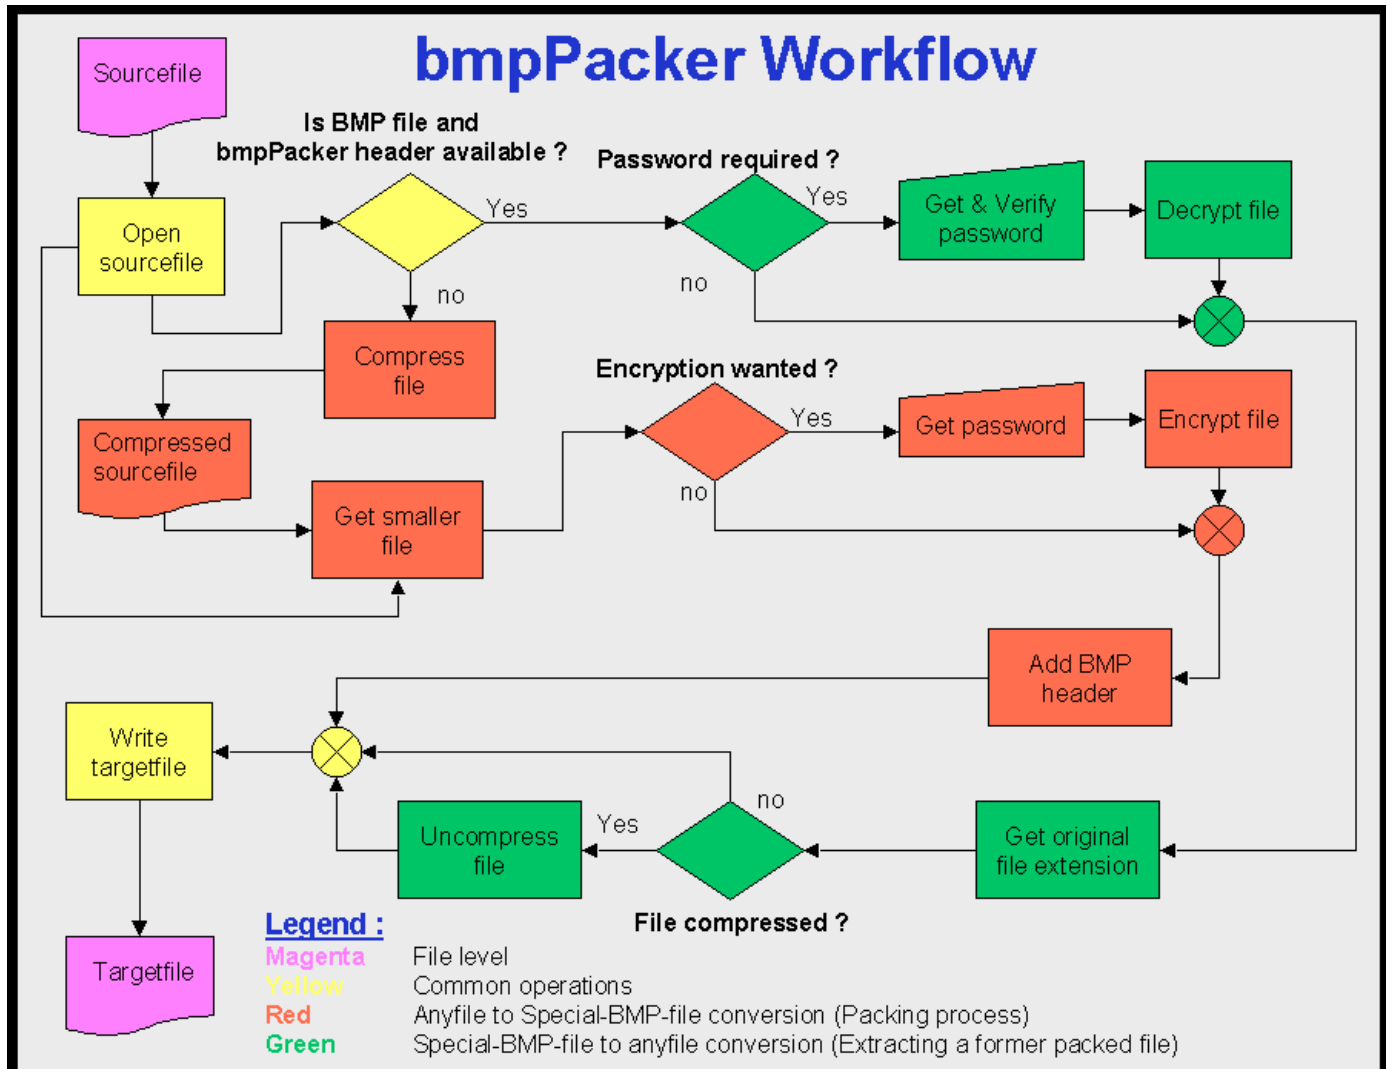 bmpPacker Workflow
Sourcefile
Is BMP file and
bmpPacker header available ?
Password required ?
Yes
Yes
Get & Verify
password
Decrypt file
Open
sourcefile
no
no
Compress
file
Encryption wanted ?
Yes
Get password
Encrypt file
Compressed
sourcefile
no
Get smaller
file
Add BMP
header
Write
targetfile
no
Uncompress
file
Yes
Get original
file extension
File compressed ?
Targetfile
Legend :
Magenta File level
Yellow Common operations
Red Anyfile to Special-BMP-file conversion (Packing process)
Green Special-BMP-file to anyfile conversion (Extracting a former packed file)